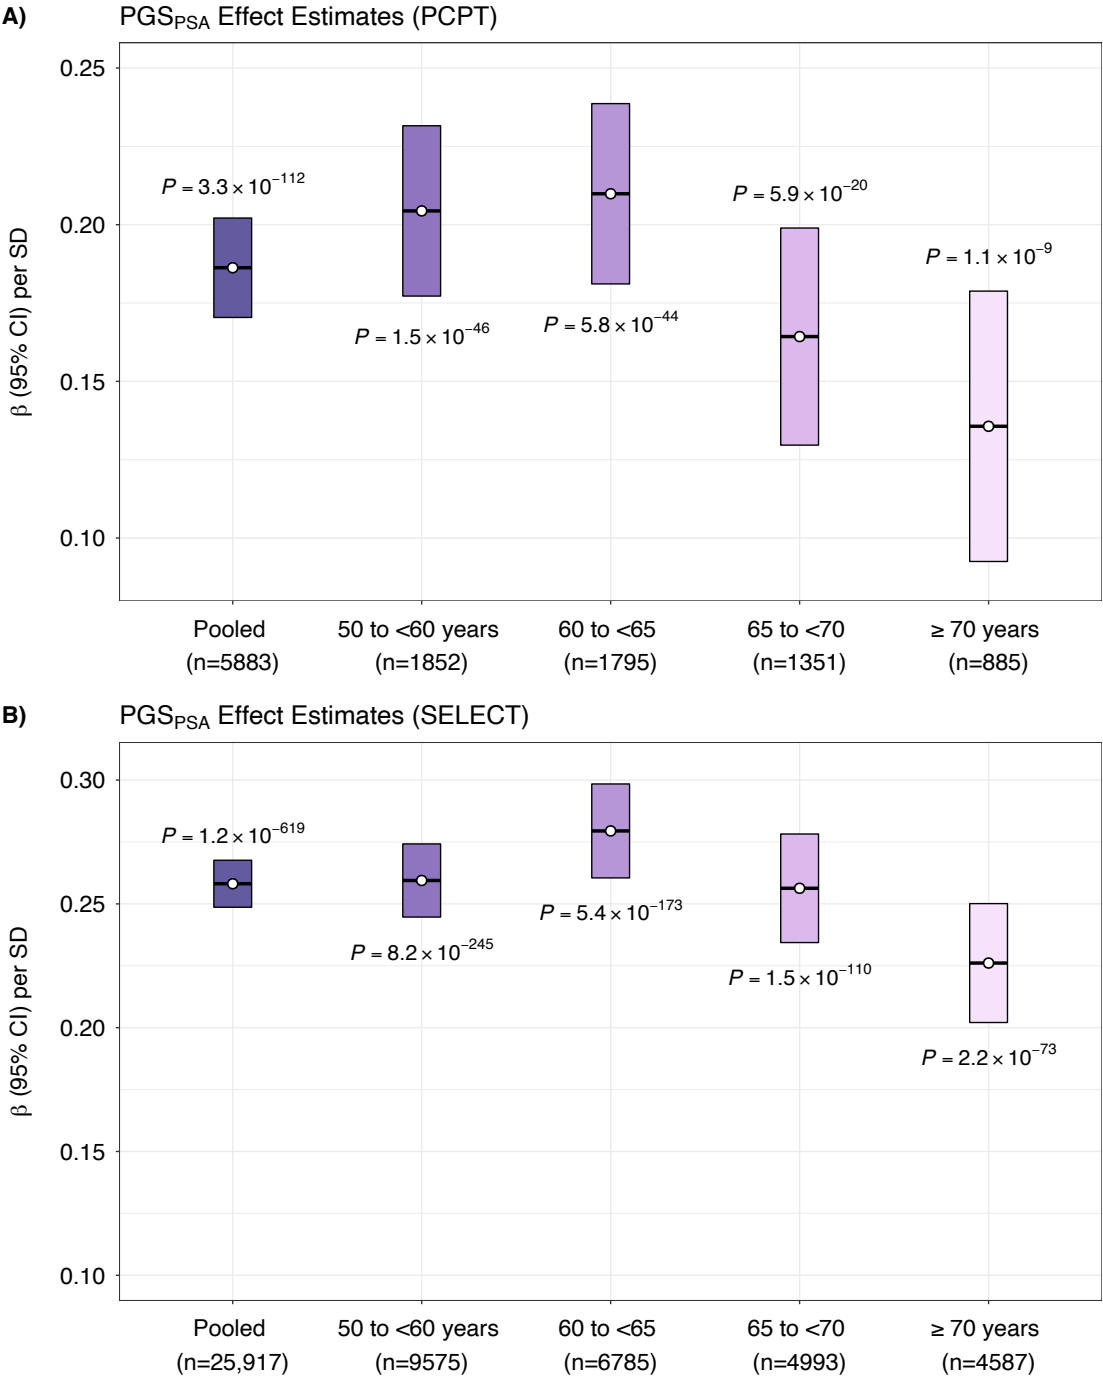 A) PGSPSA Effect Estimates (PCPT)
0.25
0.20
0.15
0.10
β (95% CI) per SD
P = 3.3 × 10−112
P = 1.5 × 10−46
P = 5.8 × 10−44
P = 5.9 × 10−20
P = 1.1 × 10−9
Pooled 50 to <60 years 60 to <65 65 to <70 ≥ 70 years
(n=5883) (n=1852) (n=1795) (n=1351) (n=885)
B) PGSPSA Effect Estimates (SELECT)
0.30
0.25
0.20
0.15
0.10
β (95% CI) per SD
P = 1.2 × 10−619
P = 8.2 × 10−245
P = 5.4 × 10−173
P = 1.5 × 10−110
P = 2.2 × 10−73
Pooled 50 to <60 years 60 to <65 65 to <70 ≥ 70 years
(n=25,917) (n=9575) (n=6785) (n=4993) (n=4587)